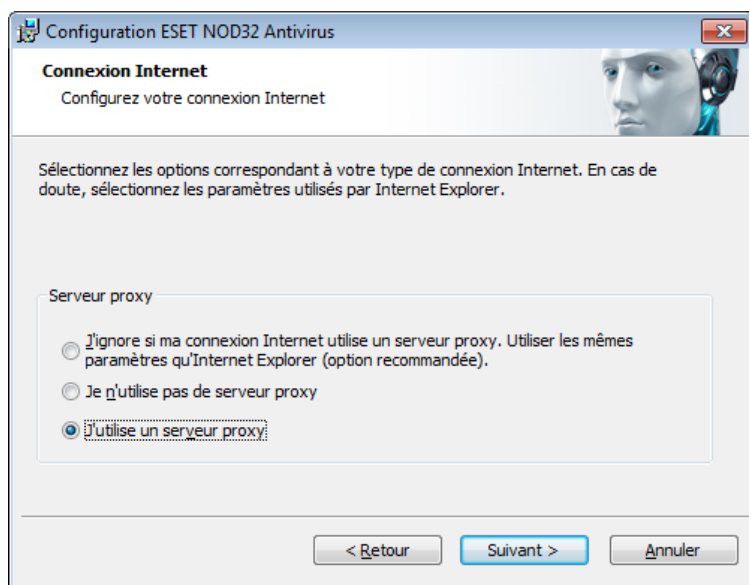 Configuration ESET NOD32 Antivirus
Connexion Internet
Configurez votre connexion Internet
Sélectionnez les options correspondant à votre type de connexion Internet. En cas de
doute, sélectionnez les paramètres utilisés par Internet Explorer.
Serveur proxy
J'ignore si ma connexion Internet utilise un serveur proxy. Utiliser les mêmes
paramètres qu'Internet Explorer (option recommandée).
Je n'utilise pas de serveur proxy
J'utilise un serveur proxy
< Retour
Suivant >
Annuler